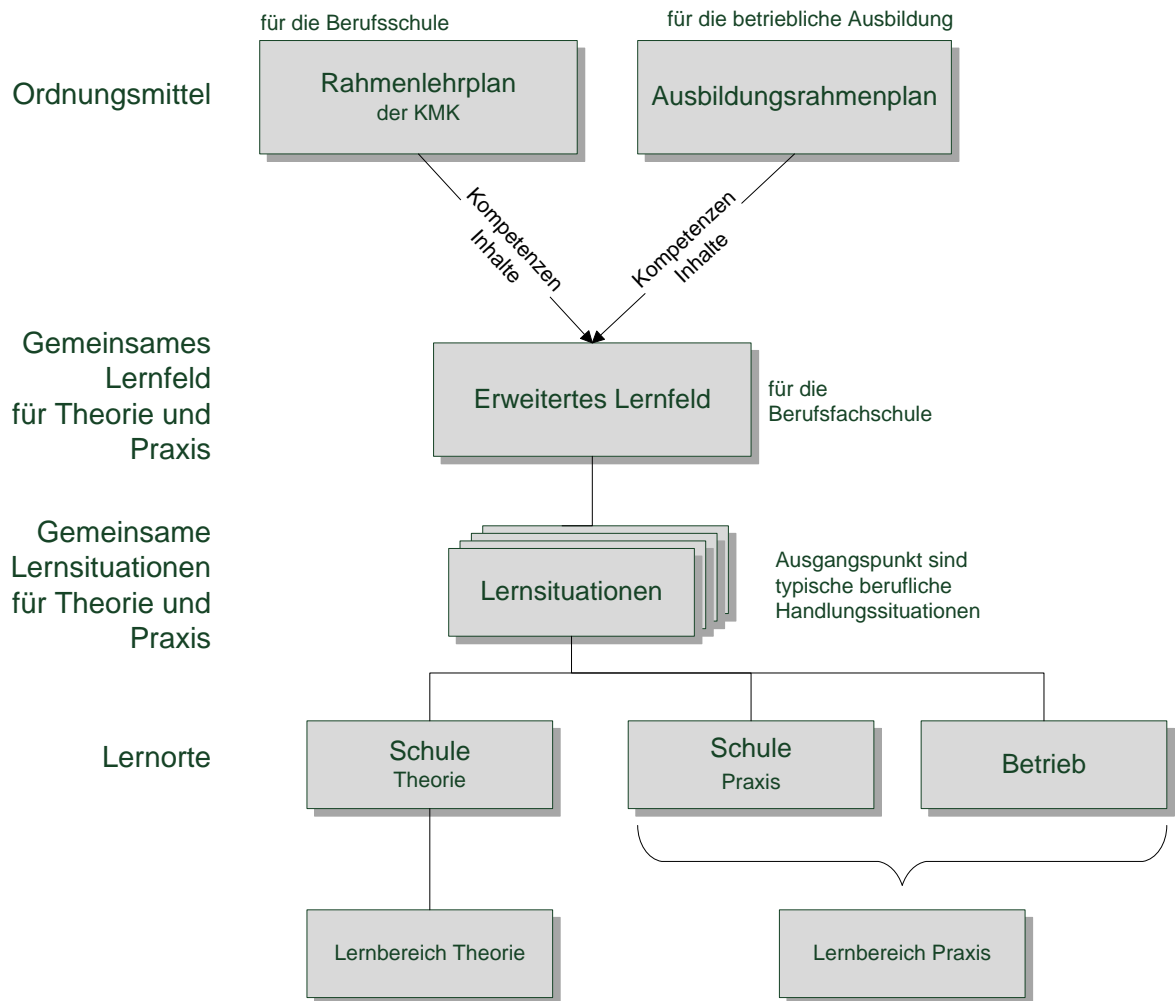 für die Berufsschule
für die betriebliche Ausbildung
Ordnungsmittel
Rahmenlehrplan
der KMK
Ausbildungsrahmenplan
Kompetenzen
Inhalte
Kompetenzen
Inhalte
Gemeinsames
Lernfeld
für Theorie und
Praxis
Erweitertes Lernfeld
für die
Berufsfachschule
Gemeinsame
Lernsituationen
für Theorie und
Praxis
Lernsituationen
Ausgangspunkt sind
typische berufliche
Handlungssituationen
Lernorte
Schule
Theorie
Schule
Praxis
Betrieb
Lernbereich Theorie
Lernbereich Praxis